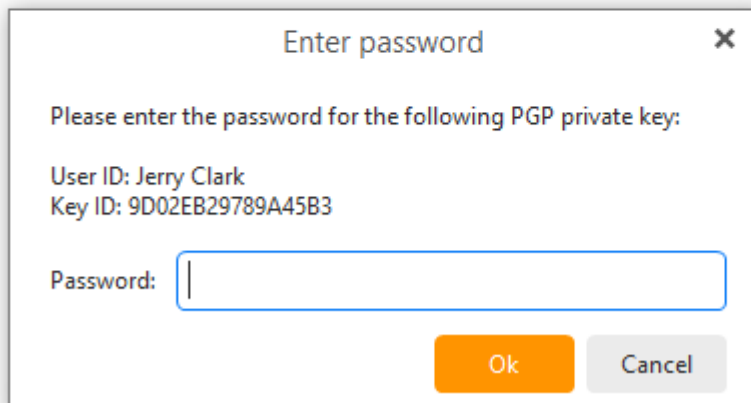 Enter password
Please enter the password for the following PGP private key:
User ID: Jerry Clark
Key ID: 9D02EB29789A45B3
Password:
Ok Cancel